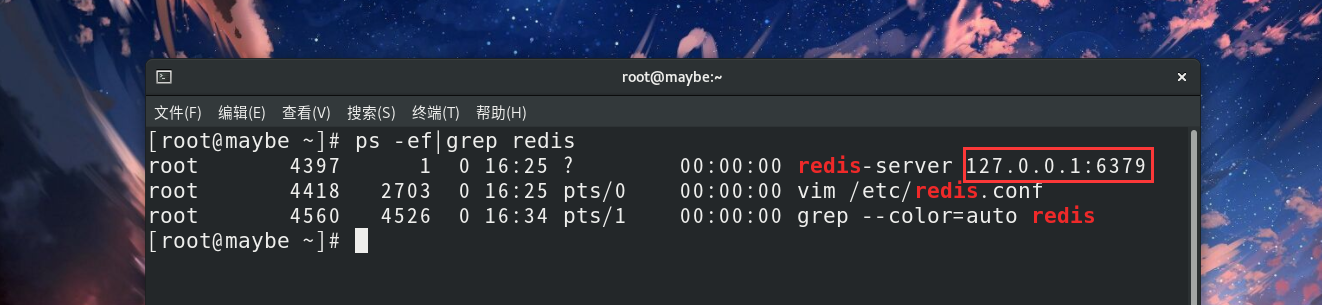 root@maybe:~
文件(F) 编辑(E) 查看(V) 搜索(S) 终端(T) 帮助(H)
[root@maybe ~]# ps -ef|grep redis
root 4397 1 0 16:25 ? 00:00:00 redis-server 127.0.0.1:6379
root 4418 2703 0 16:25 pts/0 00:00:00 vim /etc/redis.conf
root 4560 4526 0 16:34 pts/1 00:00:00 grep --color=auto redis
[root@maybe ~]#